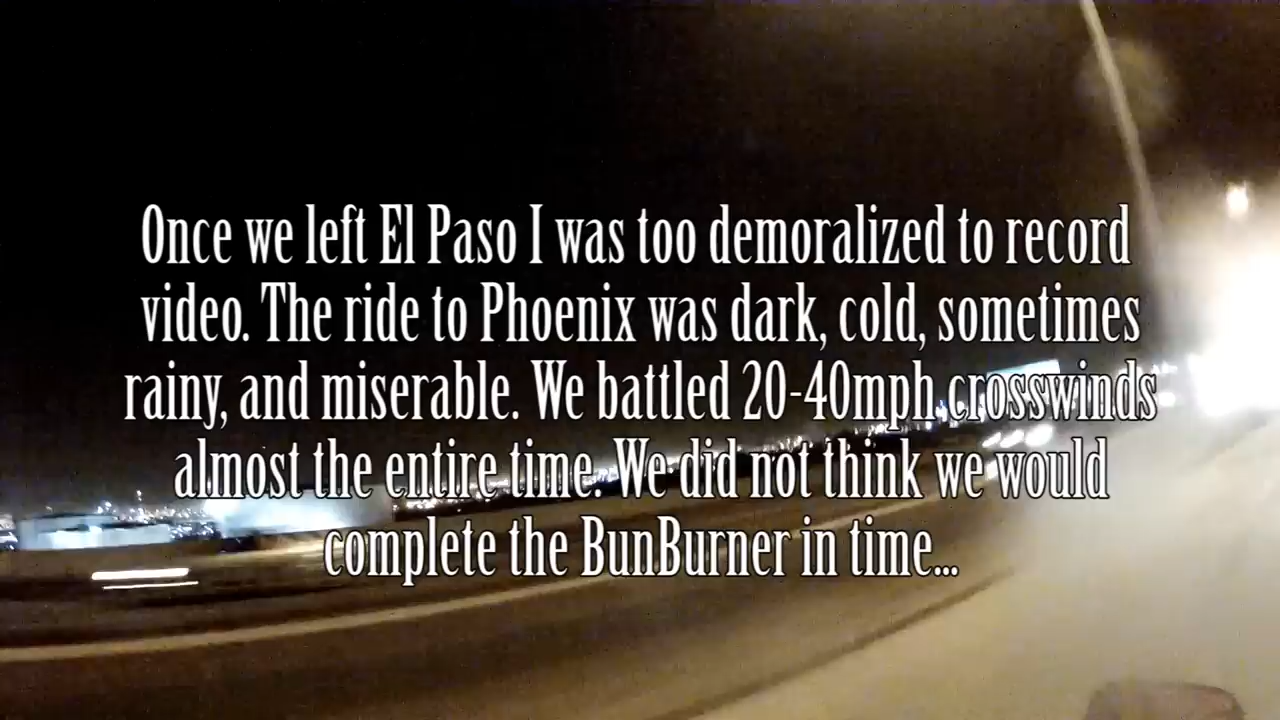 Once we left El Paso I was too demoralized to record
video. The ride to Phoenix was dark, cold, sometimes
rainy, and miserable. We battled 20-40mph crosswinds
almost the entire time. We did not think we would
complete the BunBurner in time...